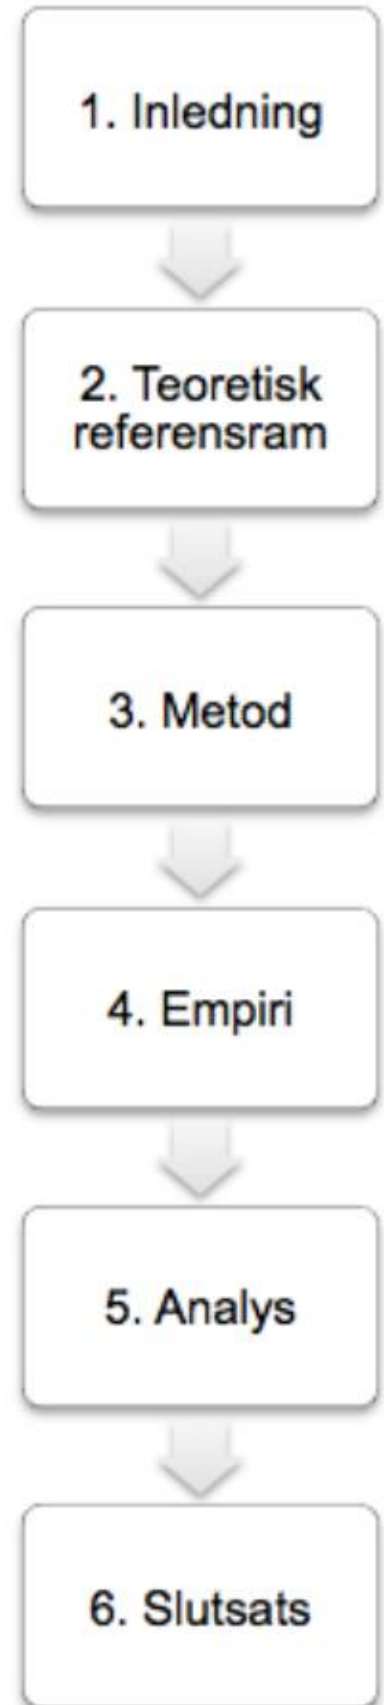 1. Inledning
2. Teoretisk
referensram
3. Metod
4. Empiri
5. Analys
6. Slutsats